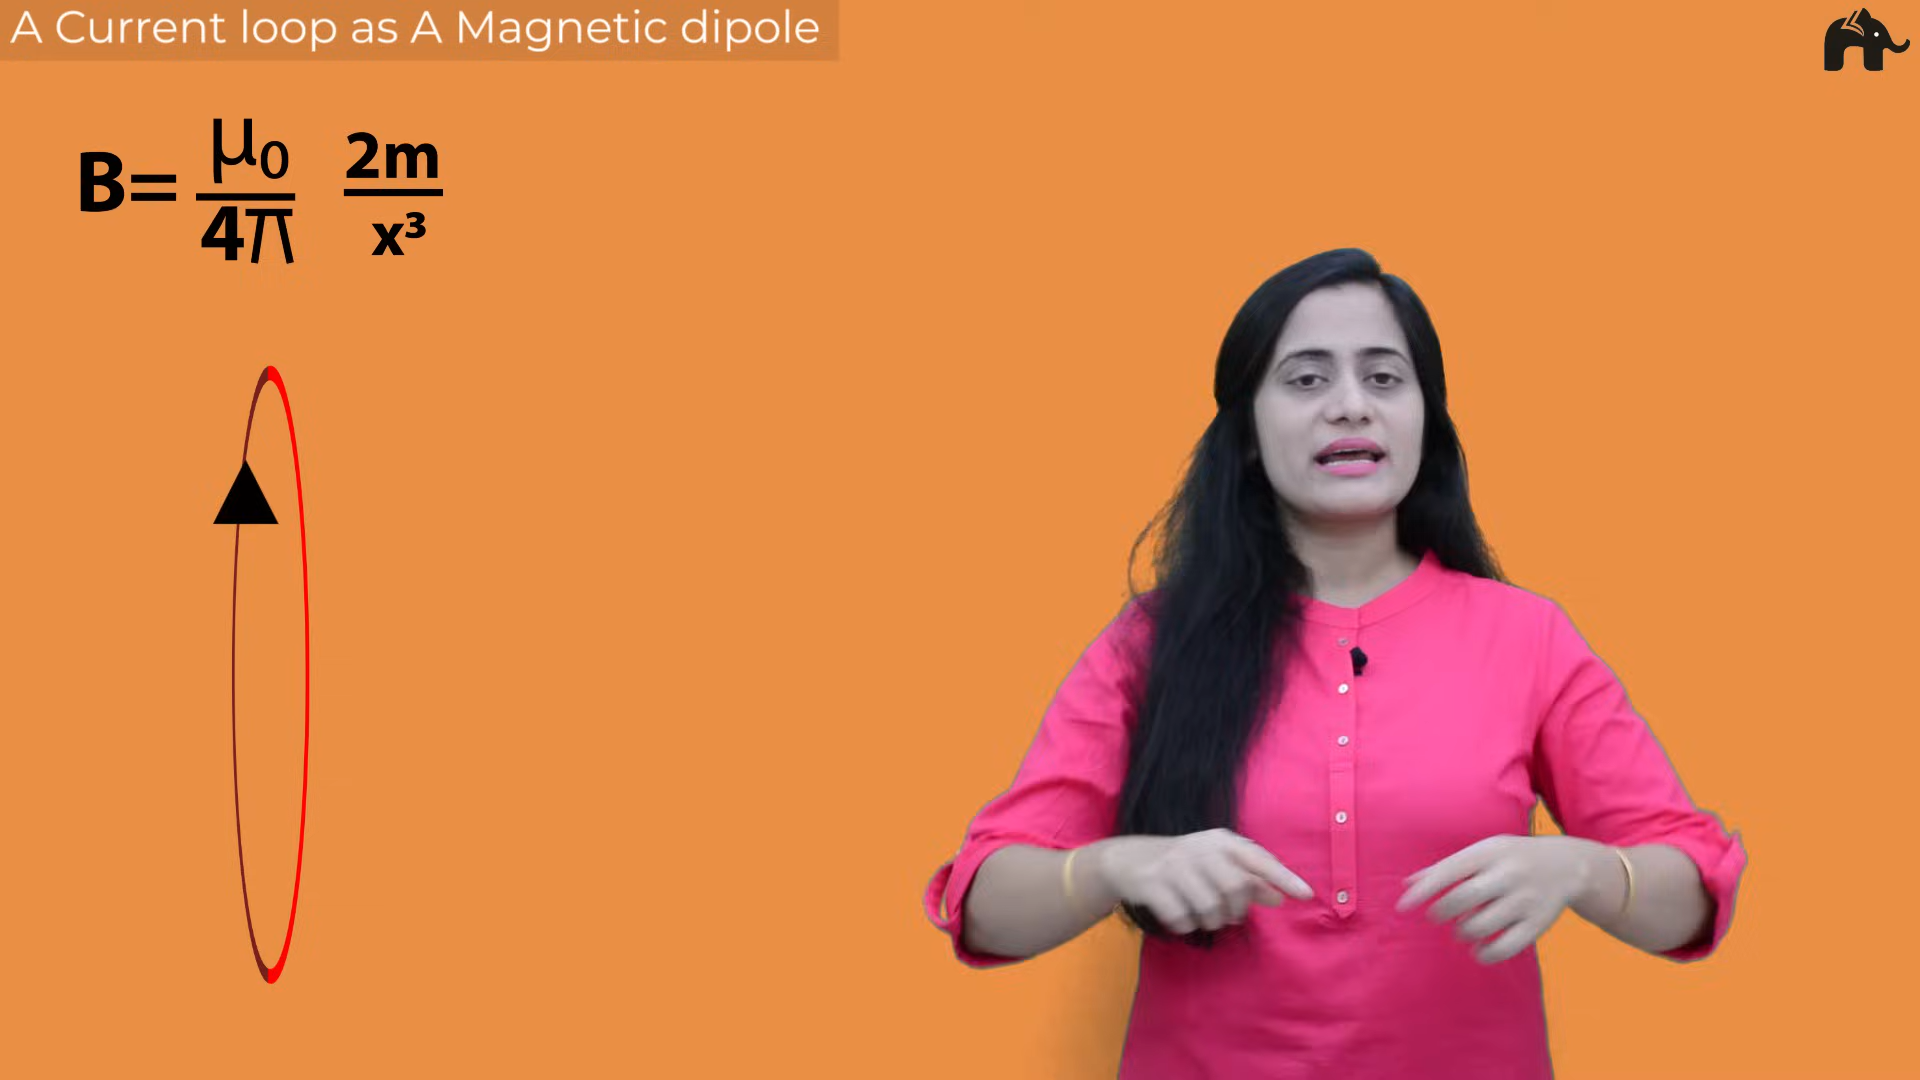 A Current loop as A Magnetic dipole
B= μ₀/4π 2m/x³